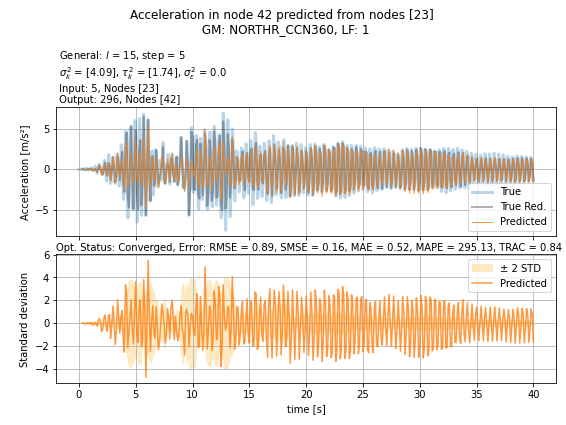 Acceleration in node 42 predicted from nodes [23]
GM: NORTHR_CCN360, LF: 1
General: l = 15, step = 5
σ²ₖ = [4.09], τ²ₖ = [1.74], σ²ε = 0.0
Input: 5, Nodes [23]
Output: 296, Nodes [42]
Acceleration [m/s²]
5
0
−5
True
True Red.
Predicted
Opt. Status: Converged, Error: RMSE = 0.89, SMSE = 0.16, MAE = 0.52, MAPE = 295.13, TRAC = 0.84
Standard deviation
6
4
2
0
−2
−4
± 2 STD
Predicted
0 5 10 15 20 25 30 35 40
time [s]